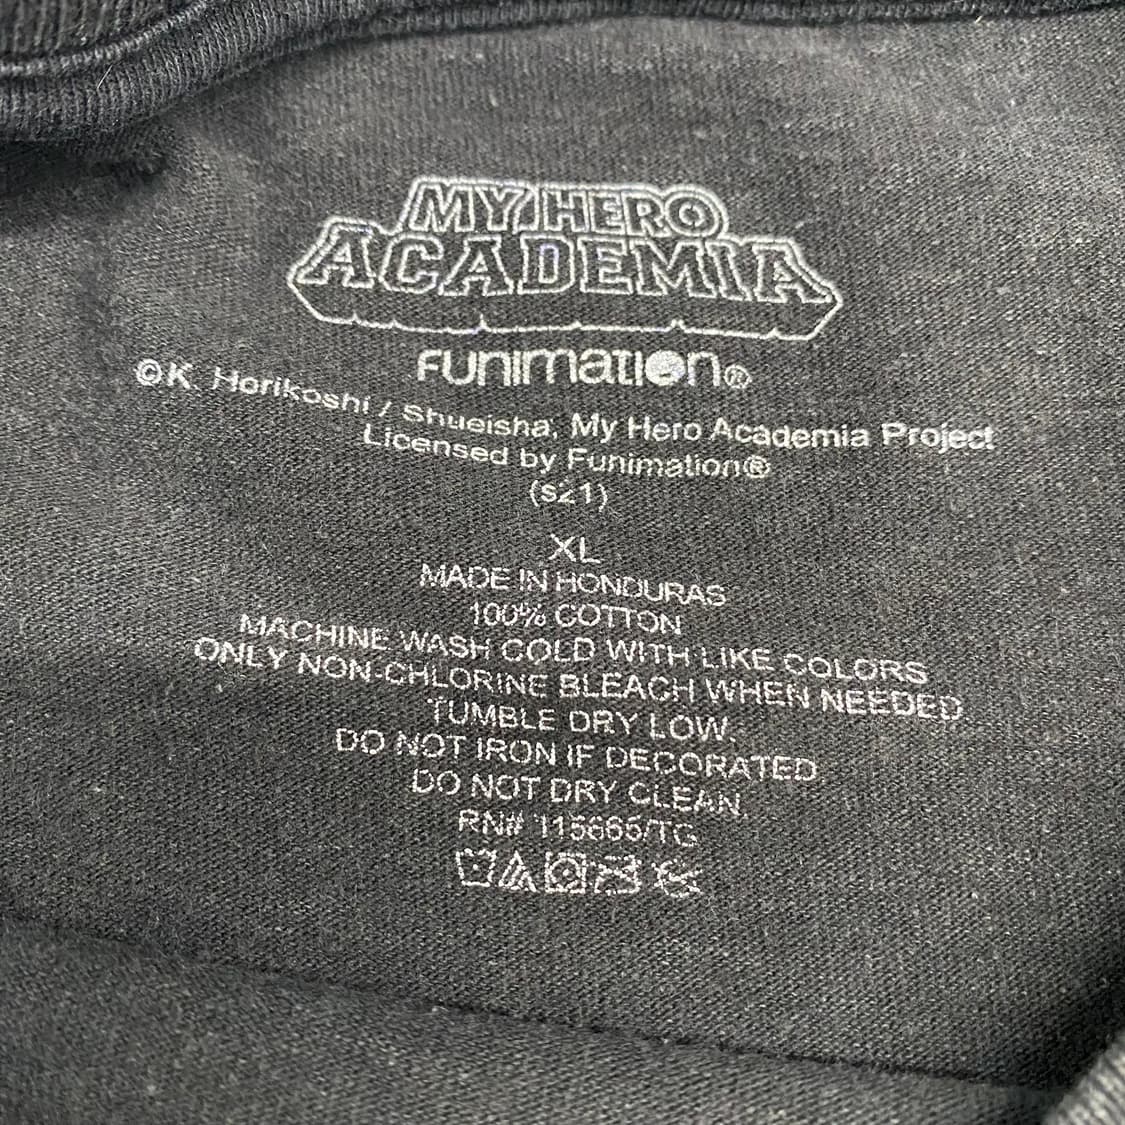 MY HERO
ACADEMIA
FUNIMATION®
©K. Horikoshi / Shueisha, My Hero Academia Project
Licensed by Funimation®
(s21)
XL
MADE IN HONDURAS
100% COTTON
MACHINE WASH COLD WITH LIKE COLORS
ONLY NON-CHLORINE BLEACH WHEN NEEDED
TUMBLE DRY LOW.
DO NOT IRON IF DECORATED
DO NOT DRY CLEAN.
RN#